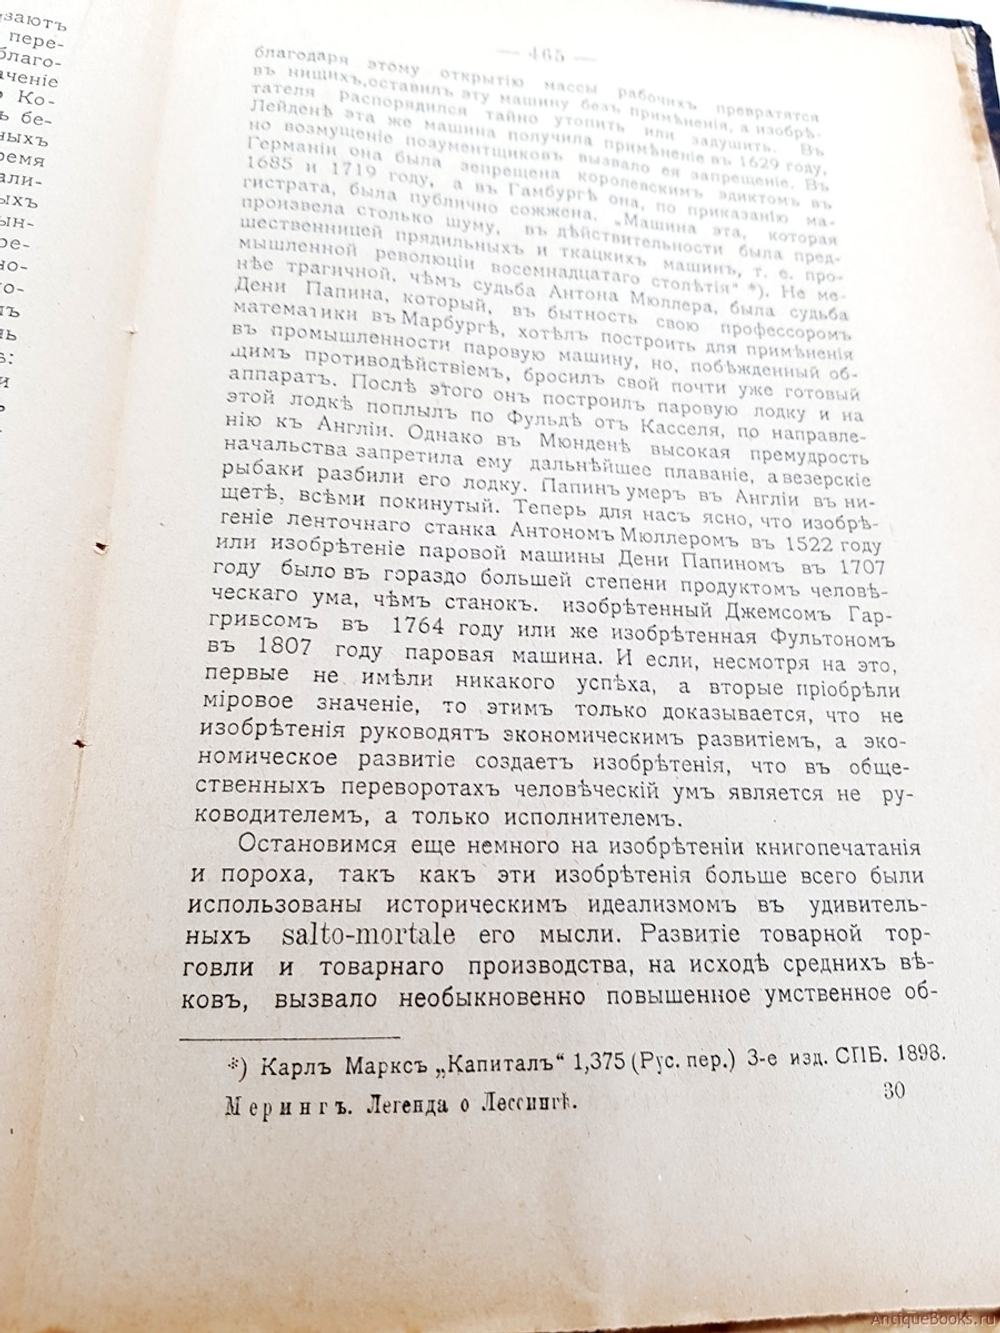 зают
пере-
благо-
аченіе
Ко-
ъ бе-
ныхъ
ремя
али-
ыхъ
ын-
ре-
но-
— 465 —
благодаря этому открытію массы рабочихъ превратятся
въ нищихъ, оставилъ эту машину безъ примѣненія, а изобрѣ-
тателя распорядился тайно утопить или задушить. Въ
Лейденѣ эта же машина получила примѣненіе въ 1629 году,
но возмущеніе позументщиковъ вызвало ея запрещеніе. Въ
Германіи она была запрещена королевскимъ эдиктомъ въ
1685 и 1719 году, а въ Гамбургѣ она, по приказанію ма-
гистрата, была публично сожжена. „Машина эта, которая
произвела столько шуму, въ дѣйствительности была пред-
шественницей прядильныхъ и ткацкихъ машинъ, т. е. про-
мышленной революціи восемнадцатаго столѣтія“ *). Не ме-
нѣе трагичной, чѣмъ судьба Антона Мюллера, была судьба
Дени Папина, который, въ бытность свою профессоромъ
математики въ Марбургѣ, хотѣлъ построить для примѣненія
въ промышленности паровую машину, но, побѣжденный об-
щимъ противодѣйствіемъ, бросилъ свой почти уже готовый
аппаратъ. Послѣ этого онъ построилъ паровую лодку и на
этой лодкѣ поплылъ по Фульдѣ отъ Касселя, по направле-
нію къ Англіи. Однако въ Мюнденѣ высокая премудрость
начальства запретила ему дальнѣйшее плаваніе, а везерскіе
рыбаки разбили его лодку. Папинъ умеръ въ Англіи въ ни-
щетѣ, всѣми покинутый. Теперь для насъ ясно, что изобрѣ-
теніе ленточнаго станка Антономъ Мюллеромъ въ 1522 году
или изобрѣтеніе паровой машины Дени Папиномъ въ 1707
году было въ гораздо большей степени продуктомъ человѣ-
ческаго ума, чѣмъ станокъ. изобрѣтенный Джемсомъ Гар-
гривсомъ въ 1764 году или же изобрѣтенная Фультономъ
въ 1807 году паровая машина. И если, несмотря на это,
первые не имѣли никакого успѣха, а вторые пріобрѣли
міровое значеніе, то этимъ только доказывается, что не
изобрѣтенія руководятъ экономическимъ развитіемъ, а эко-
номическое развитіе создаетъ изобрѣтенія, что въ обще-
ственныхъ переворотахъ человѣческій умъ является не ру-
ководителемъ, а только исполнителемъ.
Остановимся еще немного на изобрѣтеніи книгопечатанія
и пороха, такъ какъ эти изобрѣтенія больше всего были
использованы историческимъ идеализмомъ въ удивитель-
ныхъ salto-mortale его мысли. Развитіе товарной тор-
говли и товарнаго производства, на исходѣ среднихъ вѣ-
ковъ, вызвало необыкновенно повышенное умственное об-
*) Карлъ Марксъ „Капиталъ“ 1,375 (Рус. пер.) 3-е изд. СПБ. 1898.
Мерингъ. Легенда о Лессингѣ.
30
AntiqueBooks.ru